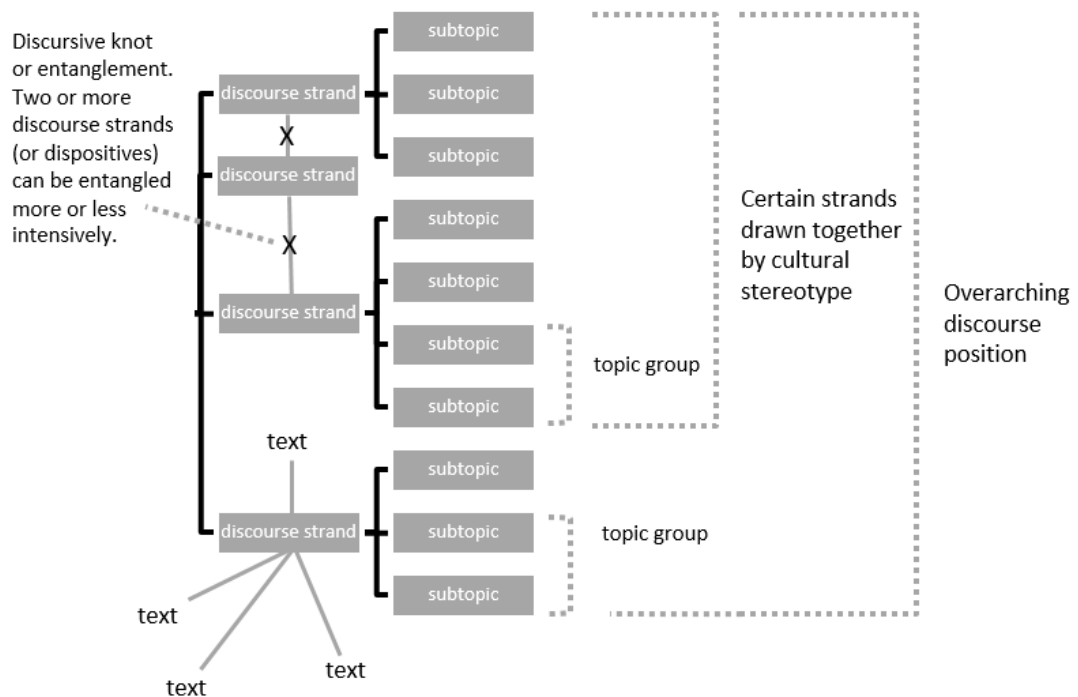 Discursive knot
or entanglement.
Two or more
discourse strands
(or dispositives)
can be entangled
more or less
intensively.
discourse strand
X
discourse strand
X
discourse strand
text
discourse strand
text
text
text
subtopic
subtopic
subtopic
subtopic
subtopic
subtopic
subtopic
subtopic
subtopic
subtopic
topic group
topic group
Certain strands
drawn together
by cultural
stereotype
Overarching
discourse
position